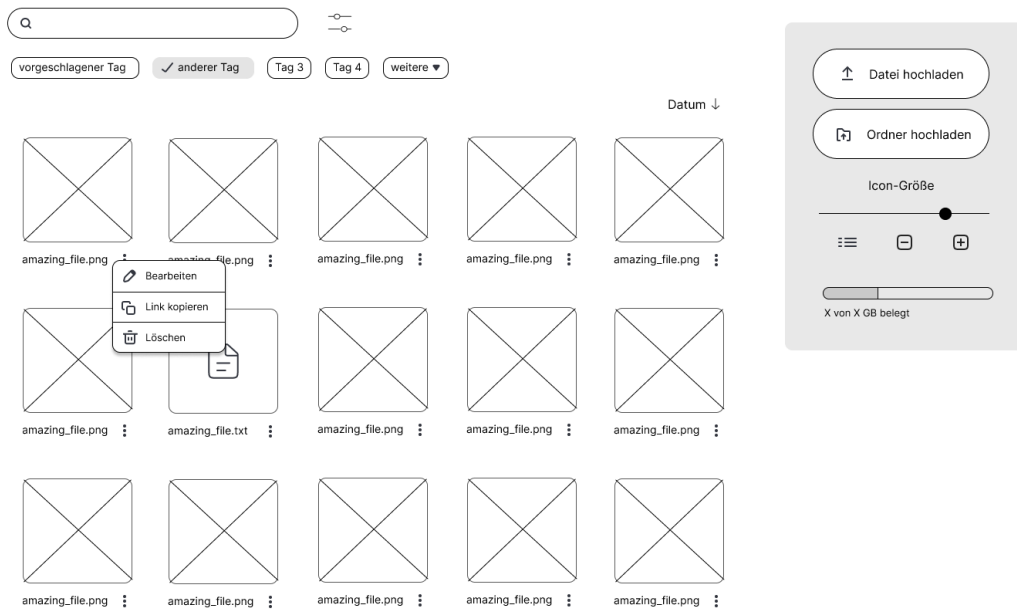 vorgeschlagener Tag
anderer Tag
Tag 3
Tag 4
weitere
Datum
amazing_file.png
amazing_file.png
amazing_file.png
amazing_file.png
amazing_file.png
Bearbeiten
Link kopieren
Löschen
amazing_file.png
amazing_file.txt
amazing_file.png
amazing_file.png
amazing_file.png
amazing_file.png
amazing_file.png
amazing_file.png
amazing_file.png
amazing_file.png
Datei hochladen
Ordner hochladen
Icon-Größe
X von X GB belegt